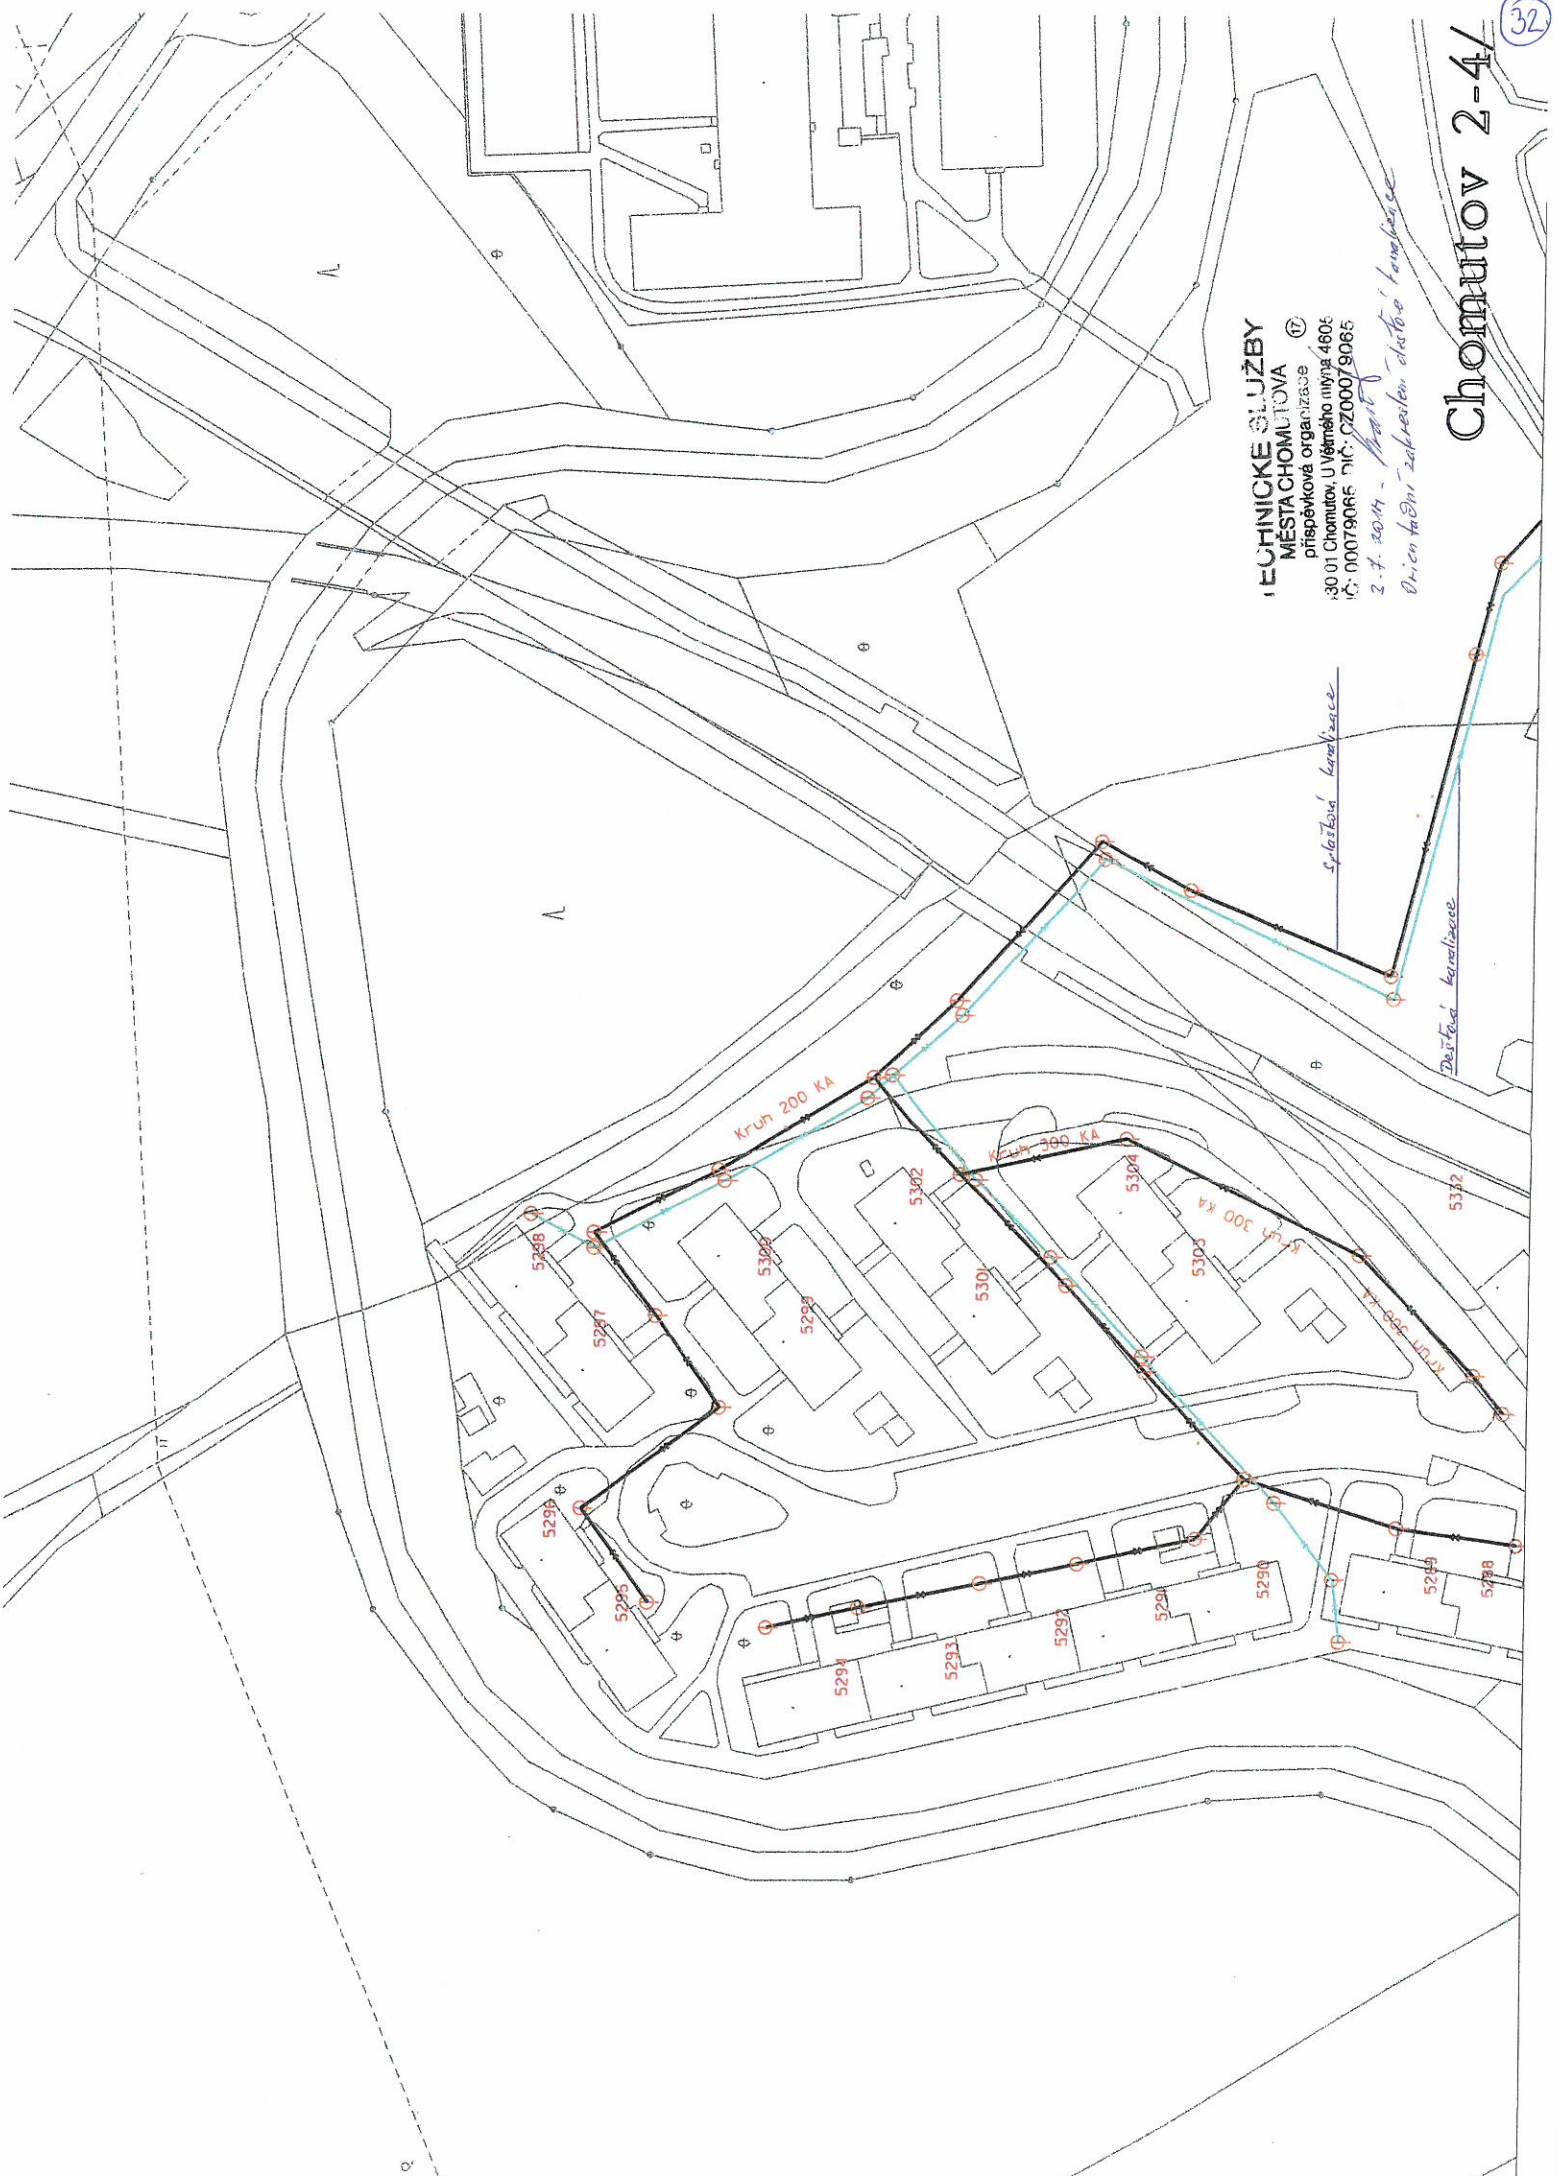 32
Chomutov 2-4/
TECHNICKÉ SLUŽBY
MĚSTA CHOMUTOVA
příspěvková organizace 17
430 01 Chomutov, U Větrného mlýna 4605
IČ: 00079065 DIČ: CZ00079065
2.7.2014 -
Orientační zakreslení dešťové kanalizace
Splašková kanalizace
Dešťová kanalizace
Kruh 200 KA
Kruh 300 KA
Kruh 300 KA
Kruh 300 KA
5298
5297
5300
5299
5302
5301
5304
5303
5332
5296
5295
5294
5293
5292
5291
5290
5289
5288